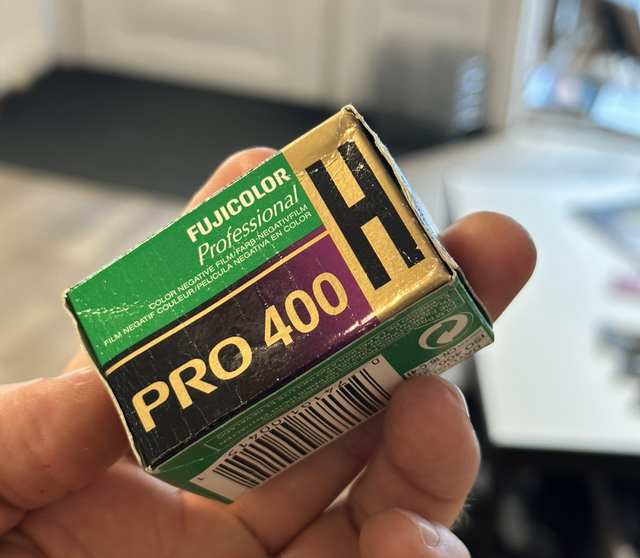 FUJICOLOR
Professional
COLOR NEGATIVE FILM/FARB-NEGATIVFILM
FILM NEGATIF COULEUR/PELICULA NEGATIVA EN COLOR
PRO 400
H